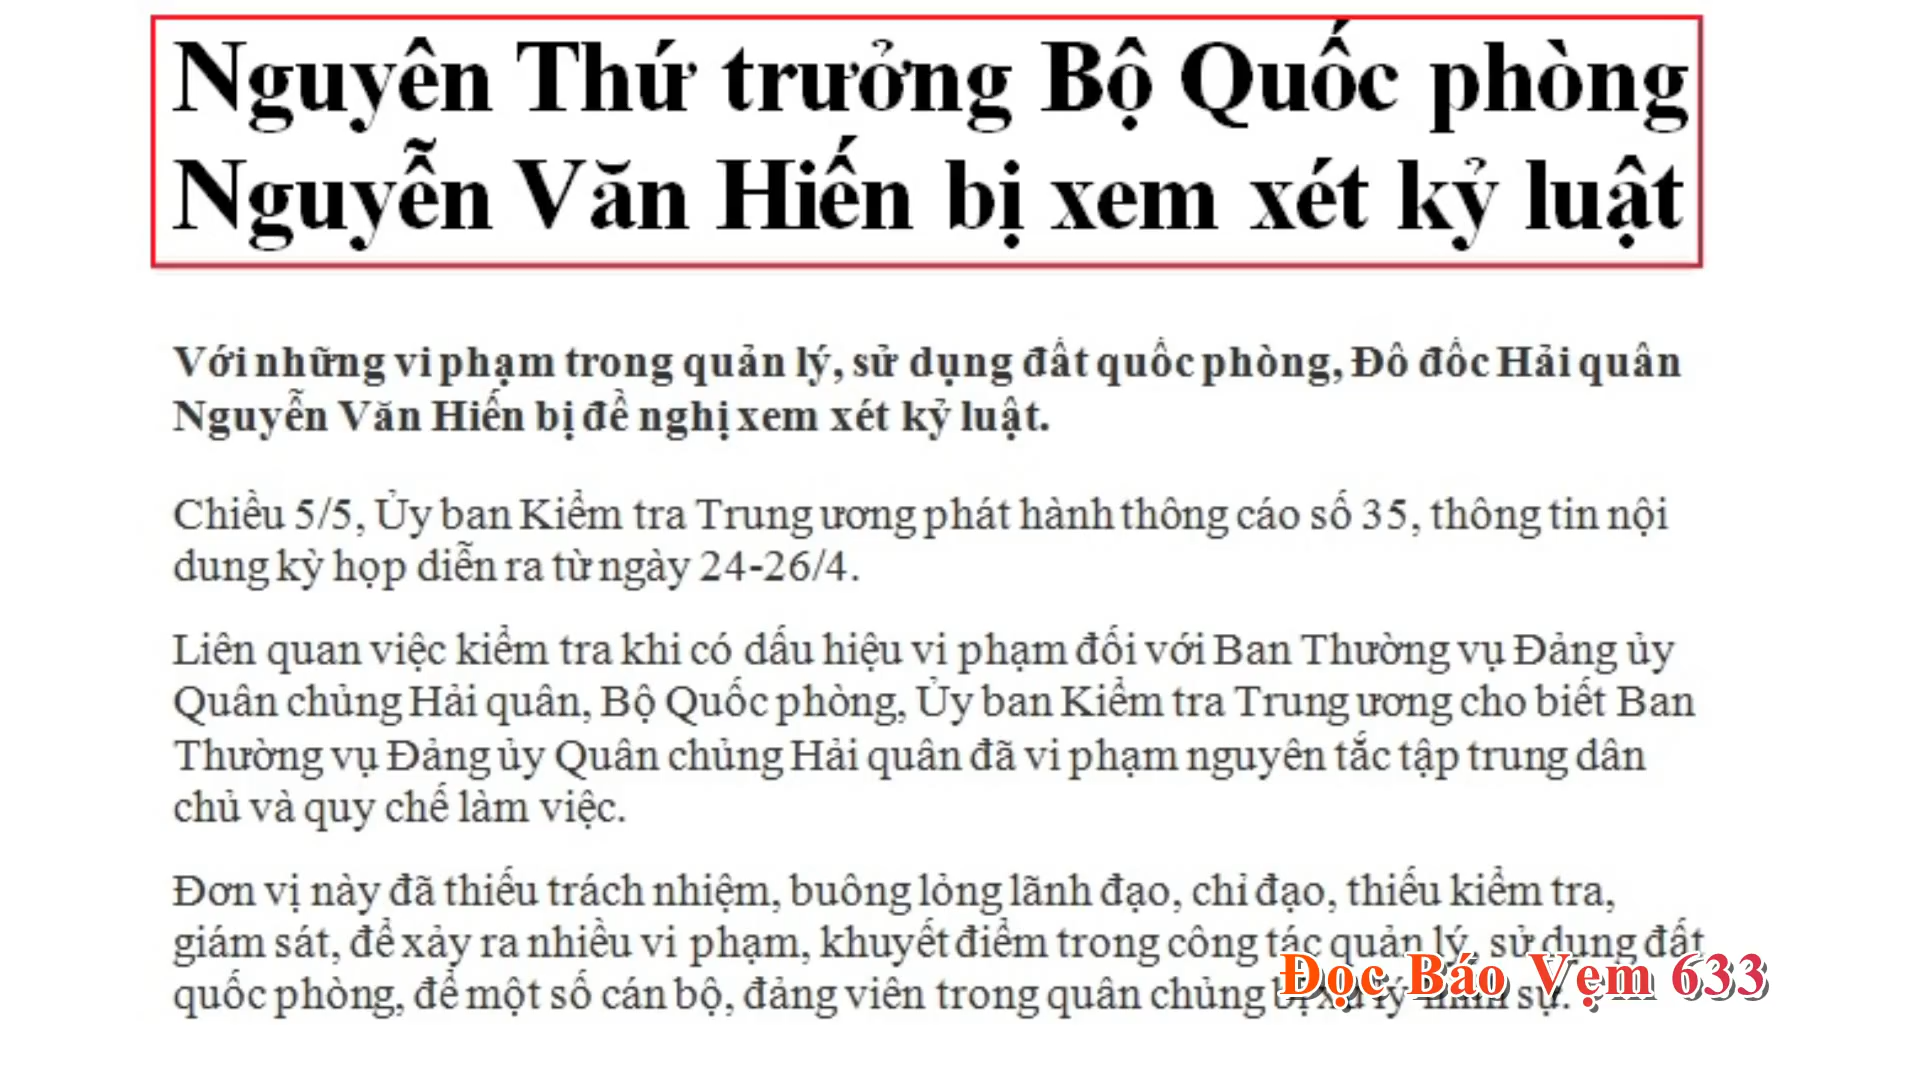 Nguyên Thứ trưởng Bộ Quốc phòng
Nguyễn Văn Hiến bị xem xét kỷ luật
Với những vi phạm trong quản lý, sử dụng đất quốc phòng, Đô đốc Hải quân
Nguyễn Văn Hiến bị đề nghị xem xét kỷ luật.
Chiều 5/5, Ủy ban Kiểm tra Trung ương phát hành thông cáo số 35, thông tin nội
dung kỳ họp diễn ra từ ngày 24-26/4.
Liên quan việc kiểm tra khi có dấu hiệu vi phạm đối với Ban Thường vụ Đảng ủy
Quân chủng Hải quân, Bộ Quốc phòng, Ủy ban Kiểm tra Trung ương cho biết Ban
Thường vụ Đảng ủy Quân chủng Hải quân đã vi phạm nguyên tắc tập trung dân
chủ và quy chế làm việc.
Đơn vị này đã thiếu trách nhiệm, buông lỏng lãnh đạo, chỉ đạo, thiếu kiểm tra,
giám sát, để xảy ra nhiều vi phạm, khuyết điểm trong công tác quản lý, sử dụng đất
quốc phòng, để một số cán bộ, đảng viên trong quân chủng bị xử lý hình sự.
Đọc Báo Vẹm 633